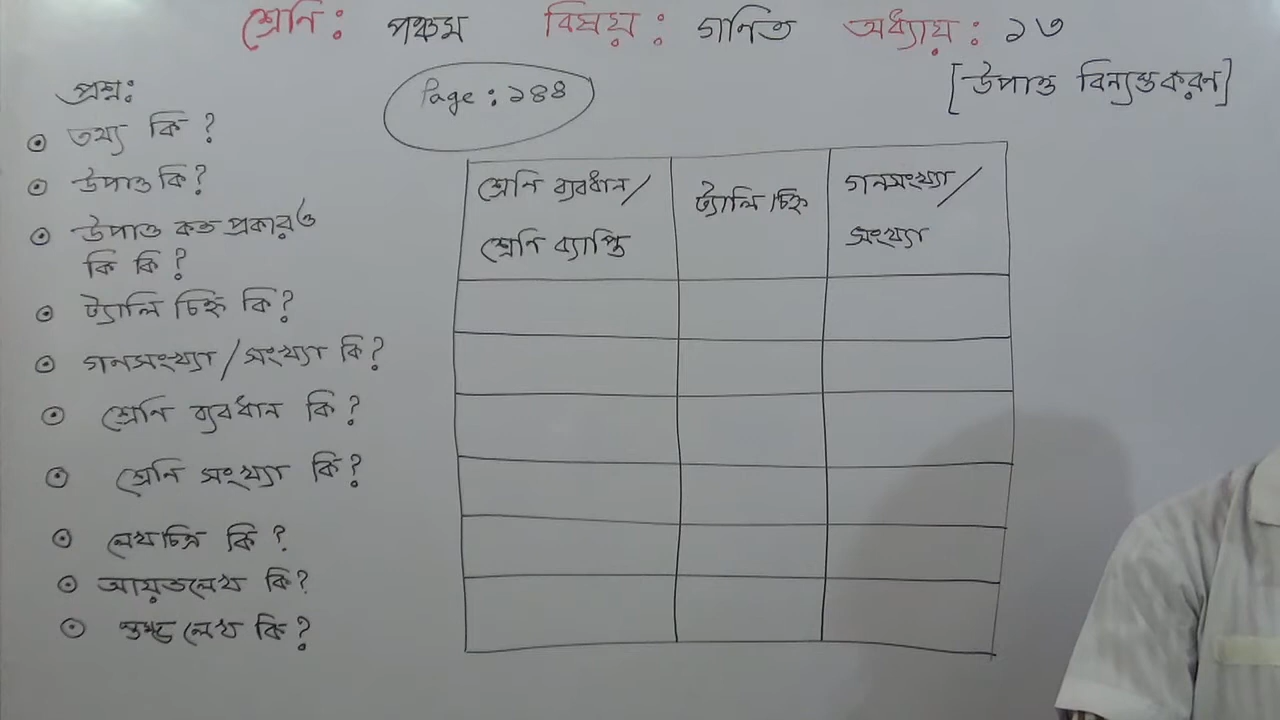 শ্রেনি: পঞ্চম বিষয়: গনিত অধ্যায়: ১৩
[উপাত্ত বিন্যস্তকরন]
Page: ১৪৪
প্রশ্ন:
তথ্য কি?
উপাত্ত কি?
উপাত্ত কত প্রকার ও
কি কি?
ট্যালি চিহ্ন কি?
গনসংখ্যা/সংখ্যা কি?
শ্রেনি ব্যবধান কি?
শ্রেনি সংখ্যা কি?
লেখচিত্র কি?
আয়তলেখ কি?
স্তম্ভ লেখ কি?
শ্রেনি ব্যবধান/
শ্রেনি ব্যাপ্তি
ট্যালি চিহ্ন
গনসংখ্যা/
সংখ্যা